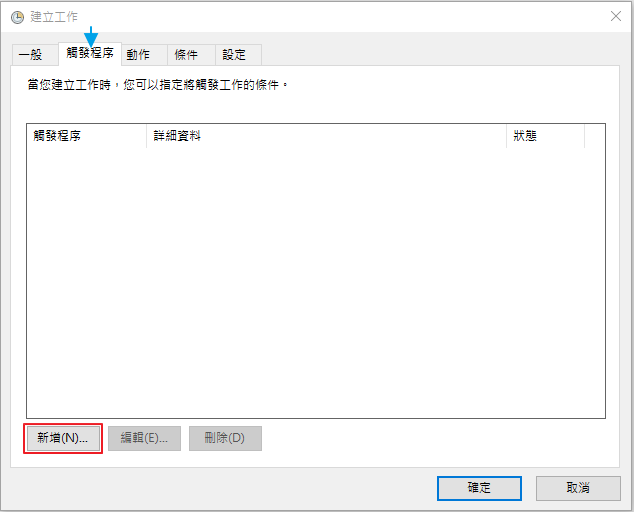 建立工作
一般 觸發程序 動作 條件 設定
當您建立工作時，您可以指定將觸發工作的條件。
觸發程序 詳細資料 狀態
新增(N)... 編輯(E)... 刪除(D)
確定 取消